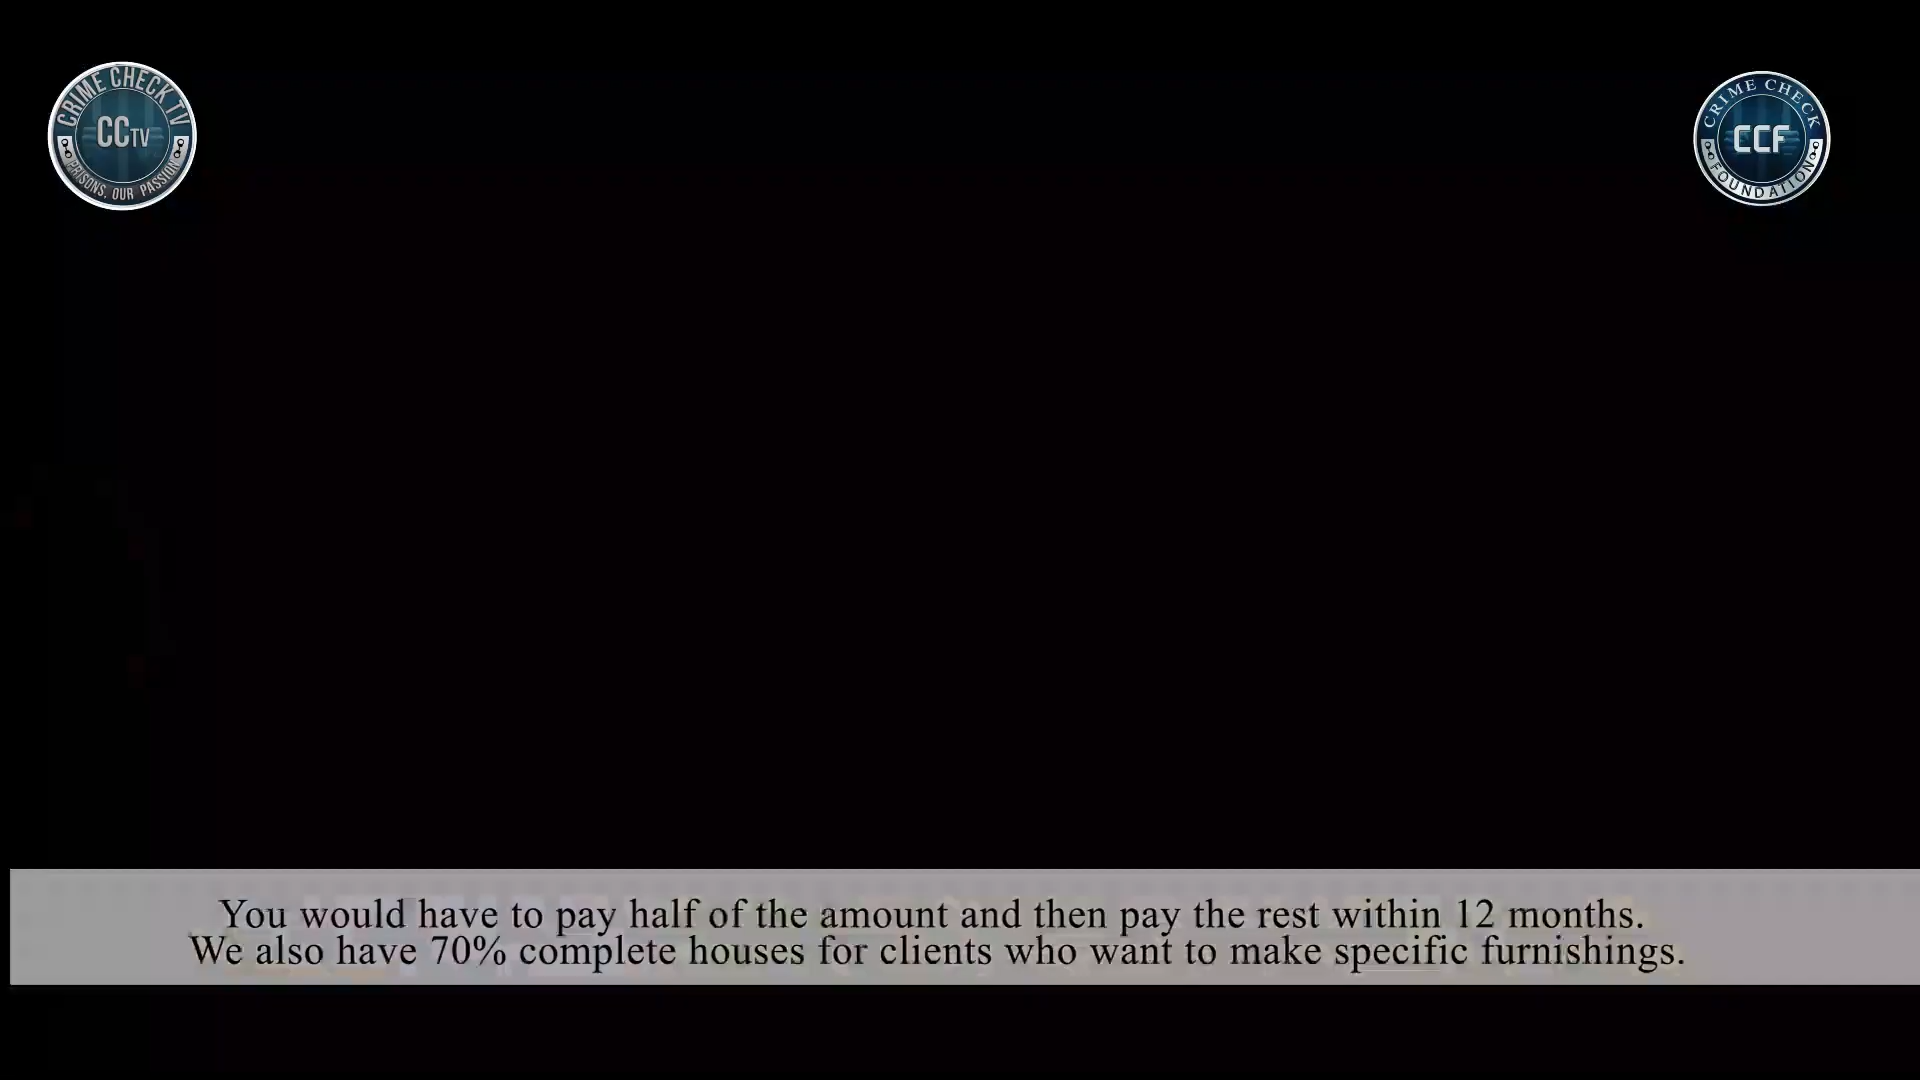 CRIME CHECK TV
CCTV
PRISONS, OUR PASSION
CRIME CHECK
CCF
FOUNDATION
You would have to pay half of the amount and then pay the rest within 12 months.
We also have 70% complete houses for clients who want to make specific furnishings.